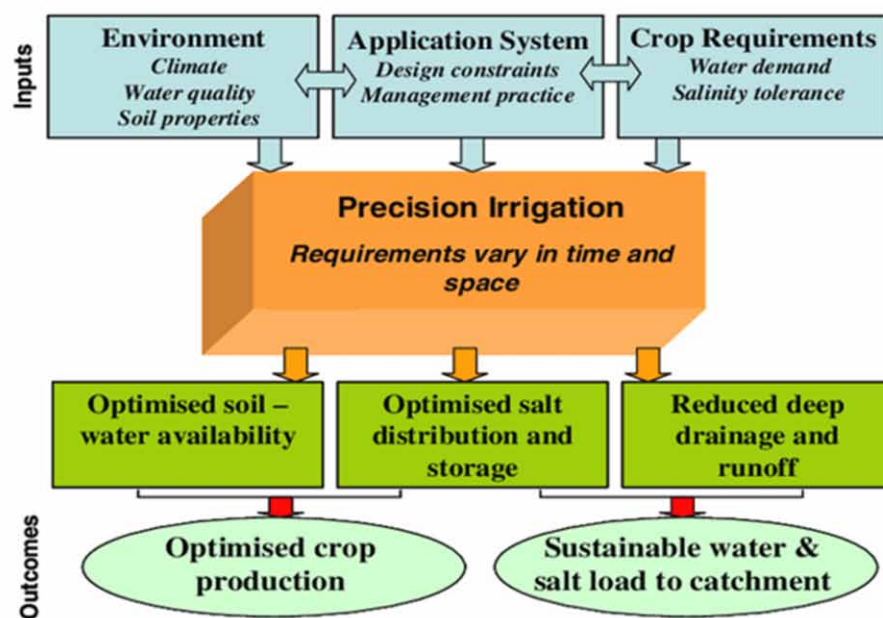 Inputs
Environment
Climate
Water quality
Soil properties
Application System
Design constraints
Management practice
Crop Requirements
Water demand
Salinity tolerance
Precision Irrigation
Requirements vary in time and
space
Optimised soil –
water availability
Optimised salt
distribution and
storage
Reduced deep
drainage and
runoff
Outcomes
Optimised crop
production
Sustainable water &
salt load to catchment